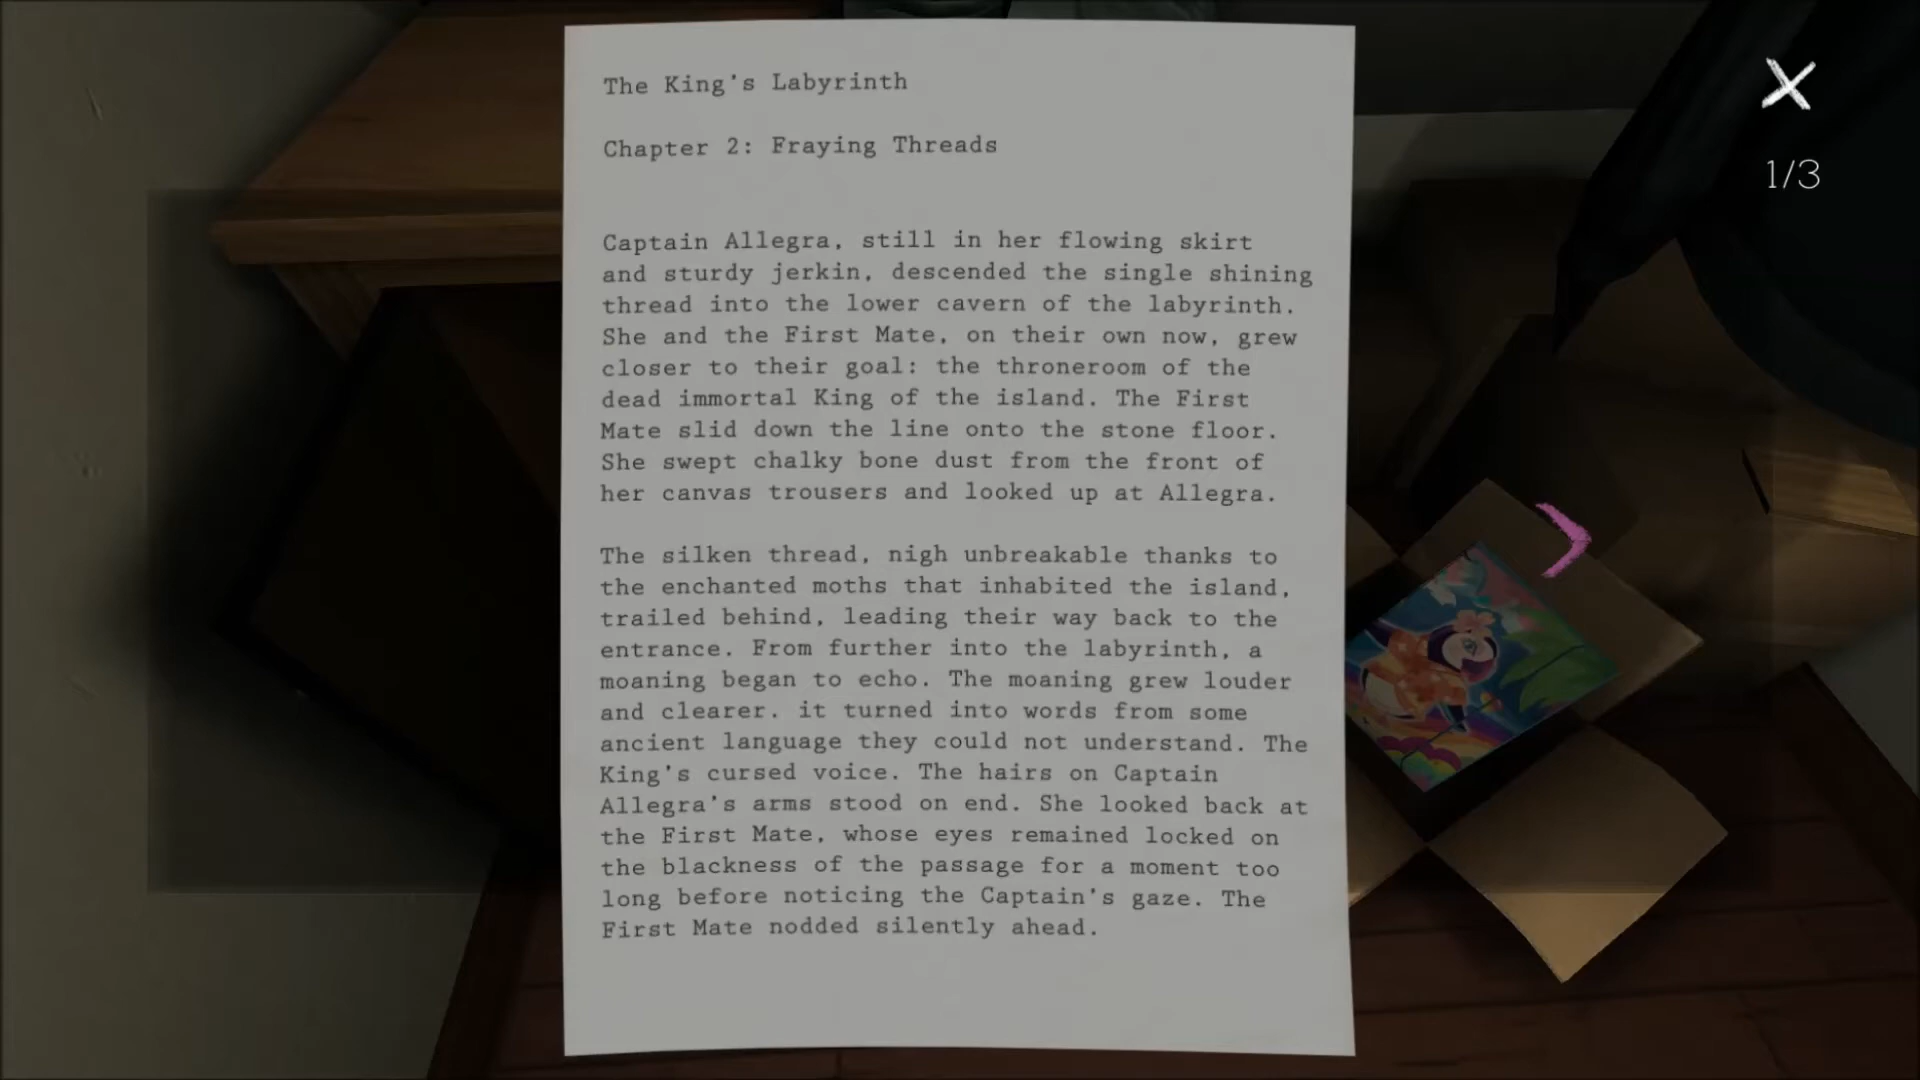 The King's Labyrinth
Chapter 2: Fraying Threads
Captain Allegra, still in her flowing skirt
and sturdy jerkin, descended the single shining
thread into the lower cavern of the labyrinth.
She and the First Mate, on their own now, grew
closer to their goal: the throneroom of the
dead immortal King of the island. The First
Mate slid down the line onto the stone floor.
She swept chalky bone dust from the front of
her canvas trousers and looked up at Allegra.
The silken thread, nigh unbreakable thanks to
the enchanted moths that inhabited the island,
trailed behind, leading their way back to the
entrance. From further into the labyrinth, a
moaning began to echo. The moaning grew louder
and clearer. it turned into words from some
ancient language they could not understand. The
King's cursed voice. The hairs on Captain
Allegra's arms stood on end. She looked back at
the First Mate, whose eyes remained locked on
the blackness of the passage for a moment too
long before noticing the Captain's gaze. The
First Mate nodded silently ahead.
1/3